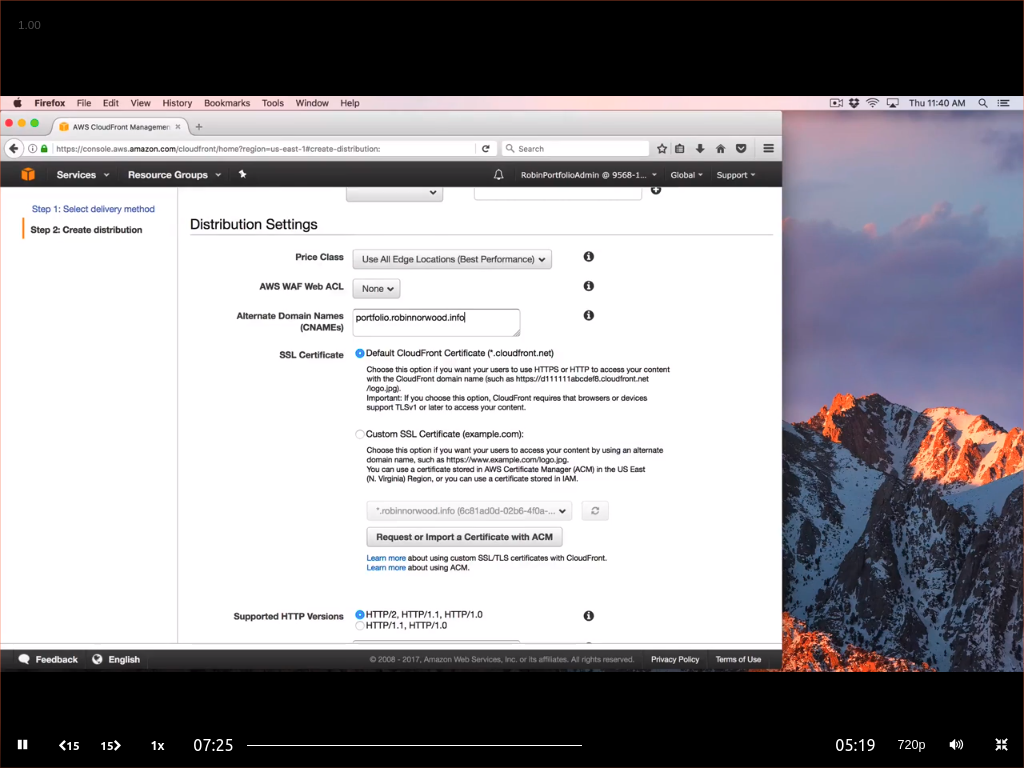 1.00
Firefox File Edit View History Bookmarks Tools Window Help
Thu 11:40 AM
AWS CloudFront Managemen
https://console.aws.amazon.com/cloudfront/home?region=us-east-1#create-distribution:
Search
Services
Resource Groups
RobinPortfolioAdmin @ 9568-1...
Global
Support
Step 1: Select delivery method
Step 2: Create distribution
Distribution Settings
Price Class
Use All Edge Locations (Best Performance)
AWS WAF Web ACL
None
Alternate Domain Names
(CNAMEs)
portfolio.robinnorwood.info
SSL Certificate
Default CloudFront Certificate (*.cloudfront.net)
Choose this option if you want your users to use HTTPS or HTTP to access your content
with the CloudFront domain name (such as https://d111111abcdef8.cloudfront.net
/logo.jpg).
Important: If you choose this option, CloudFront requires that browsers or devices
support TLSv1 or later to access your content.
Custom SSL Certificate (example.com):
Choose this option if you want your users to access your content by using an alternate
domain name, such as https://www.example.com/logo.jpg.
You can use a certificate stored in AWS Certificate Manager (ACM) in the US East
(N. Virginia) Region, or you can use a certificate stored in IAM.
*.robinnorwood.info (6c81ad0d-02b6-4f0a-...
Request or Import a Certificate with ACM
Learn more about using custom SSL/TLS certificates with CloudFront.
Learn more about using ACM.
Supported HTTP Versions
HTTP/2, HTTP/1.1, HTTP/1.0
HTTP/1.1, HTTP/1.0
Feedback
English
© 2008 - 2017, Amazon Web Services, Inc. or its affiliates. All rights reserved.
Privacy Policy
Terms of Use
15
15
1x
07:25
05:19
720p